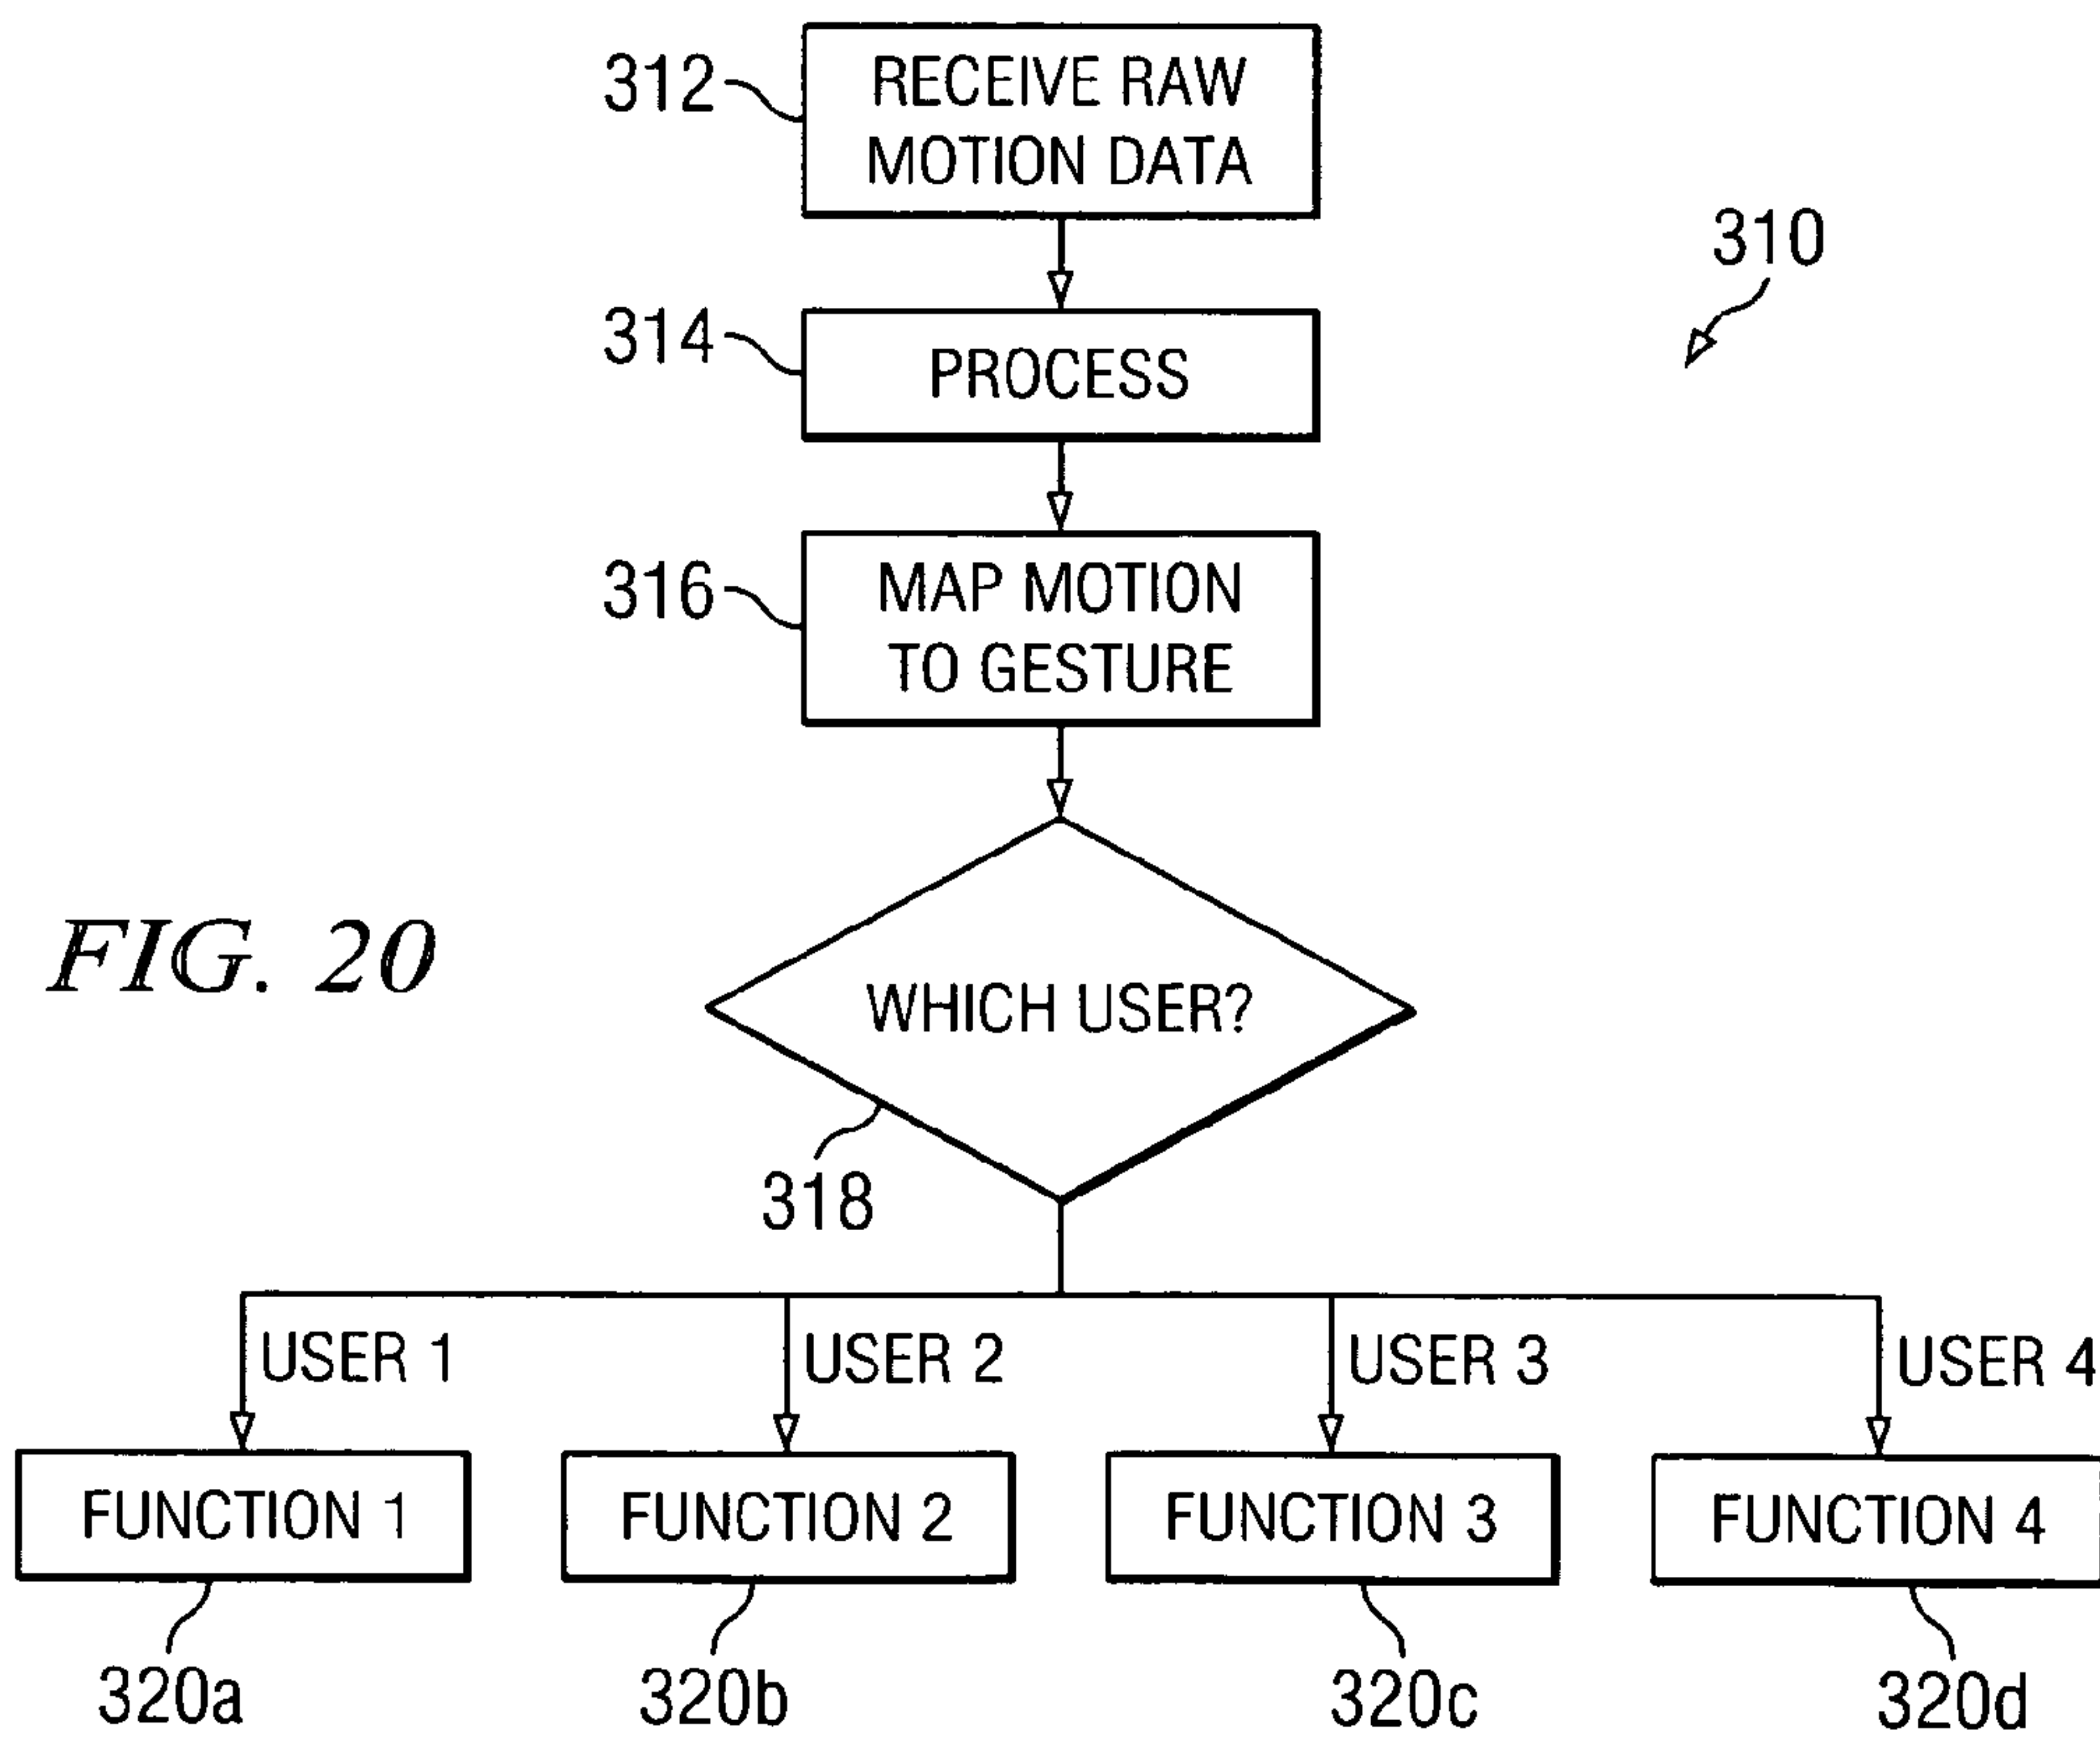 312
RECEIVE RAW
MOTION DATA
310
314
PROCESS
316
MAP MOTION
TO GESTURE
FIG. 20
WHICH USER?
318
USER 1
USER 2
USER 3
USER 4
FUNCTION 1
FUNCTION 2
FUNCTION 3
FUNCTION 4
320a
320b
320c
320d